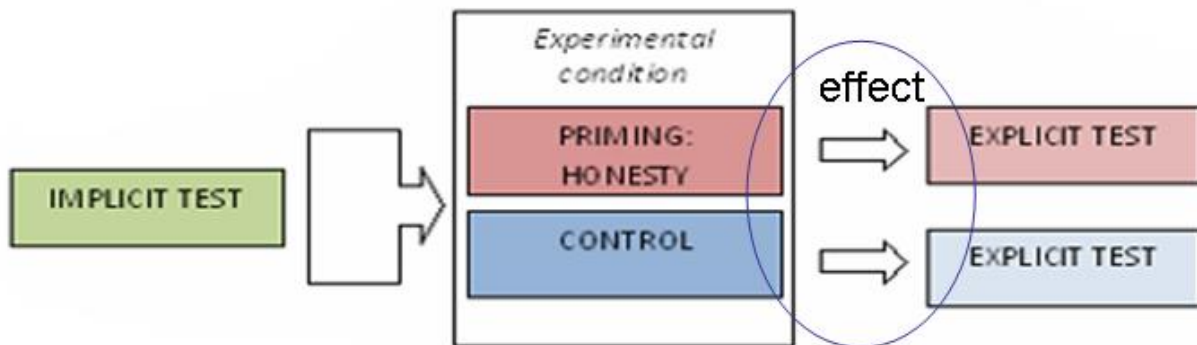 IMPLICIT TEST
Experimental
condition
PRIMING:
HONESTY
CONTROL
effect
EXPLICIT TEST
EXPLICIT TEST